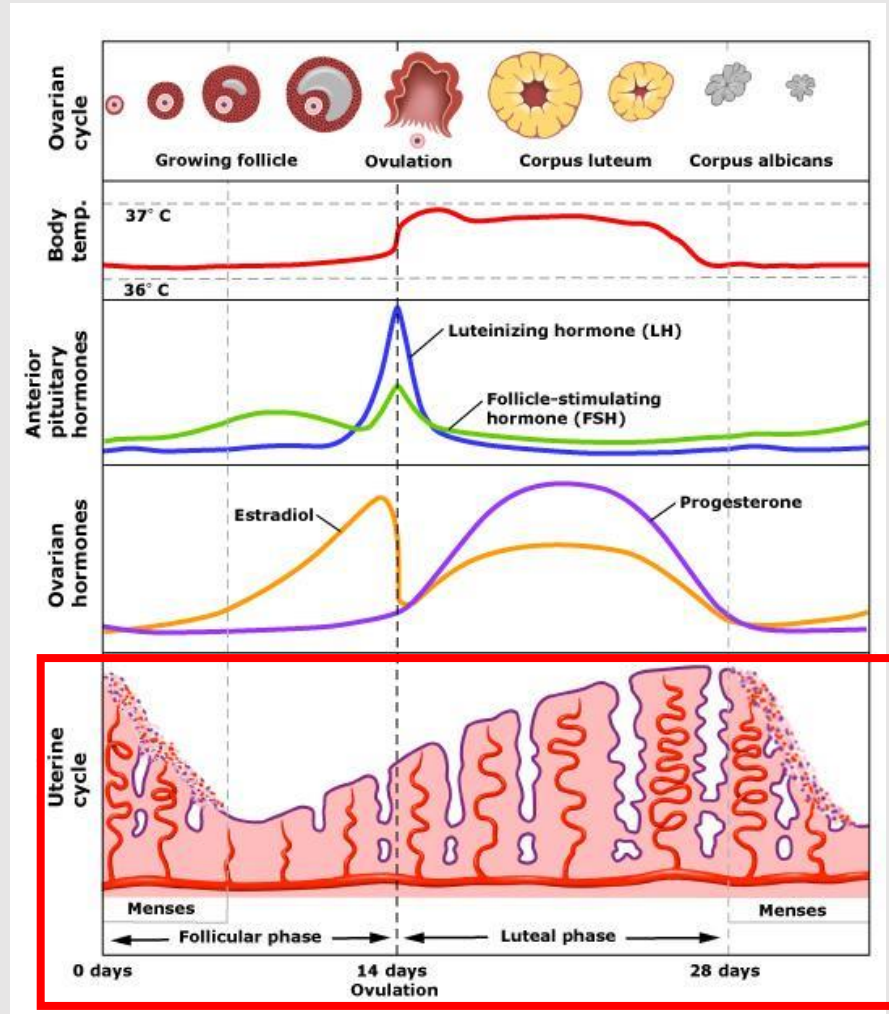 Ovarian
cycle
Growing follicle
Ovulation
Corpus luteum
Corpus albicans
Body
temp.
37° C
36° C
Anterior
pituitary
hormones
Luteinizing hormone (LH)
Follicle-stimulating
hormone (FSH)
Ovarian
hormones
Estradiol
Progesterone
Uterine
cycle
Menses
Menses
Follicular phase
Luteal phase
0 days
14 days
Ovulation
28 days